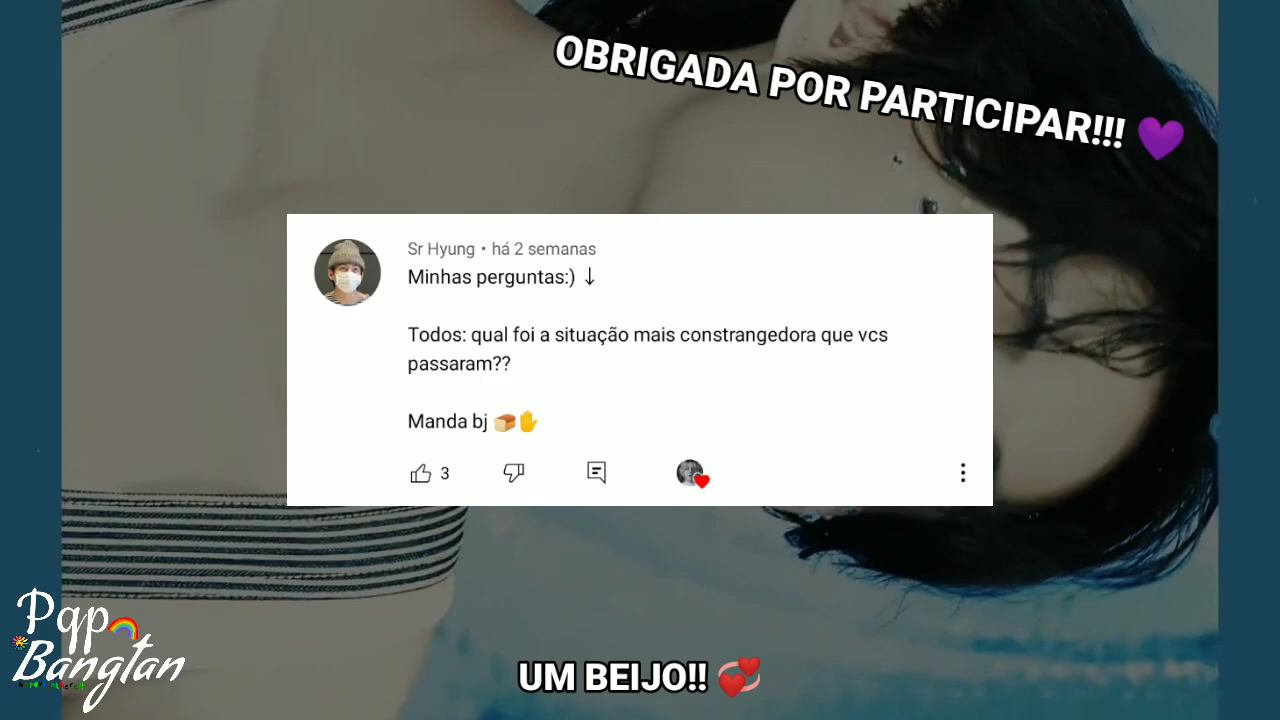 OBRIGADA POR PARTICIPAR!!! 💜
Sr Hyung • há 2 semanas
Minhas perguntas:) ↓
Todos: qual foi a situação mais constrangedora que vcs
passaram??
Manda bj 🍞✋
3
Pqp
Bangtan
UM BEIJO!! 💞